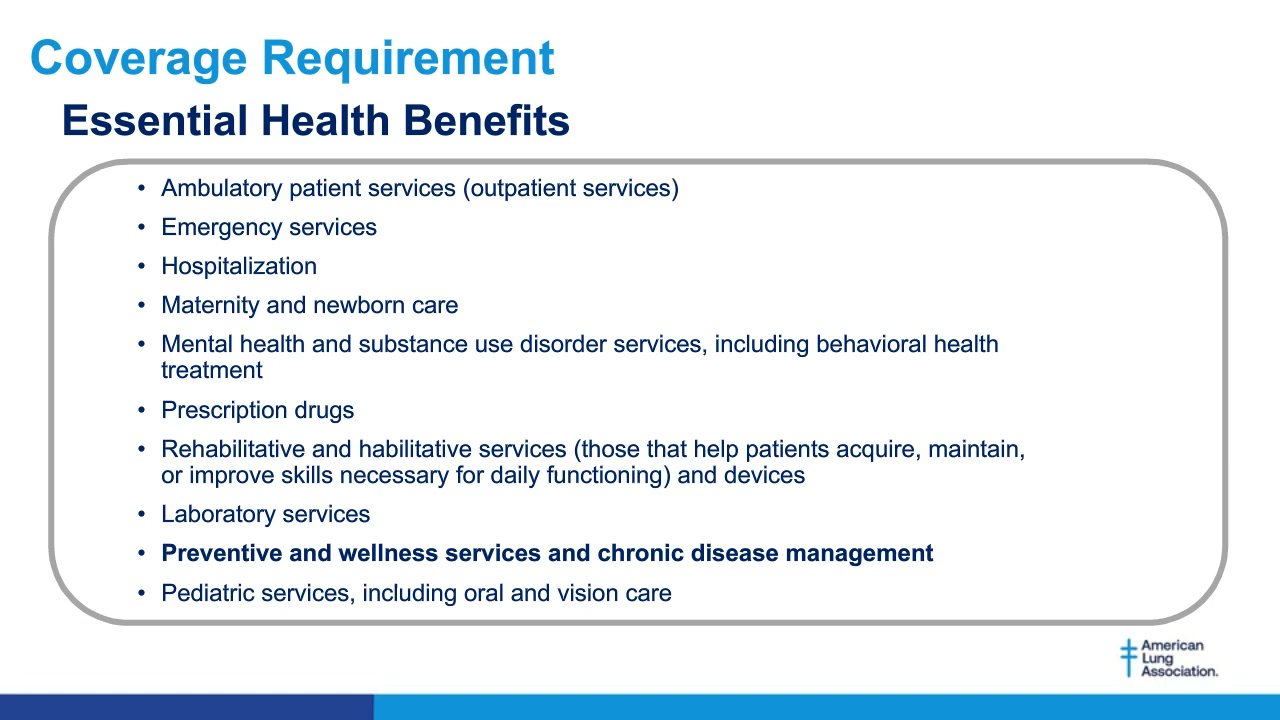 Coverage Requirement
Essential Health Benefits
• Ambulatory patient services (outpatient services)
• Emergency services
• Hospitalization
• Maternity and newborn care
• Mental health and substance use disorder services, including behavioral health
treatment
• Prescription drugs
• Rehabilitative and habilitative services (those that help patients acquire, maintain,
or improve skills necessary for daily functioning) and devices
• Laboratory services
• Preventive and wellness services and chronic disease management
• Pediatric services, including oral and vision care
American
Lung
Association.